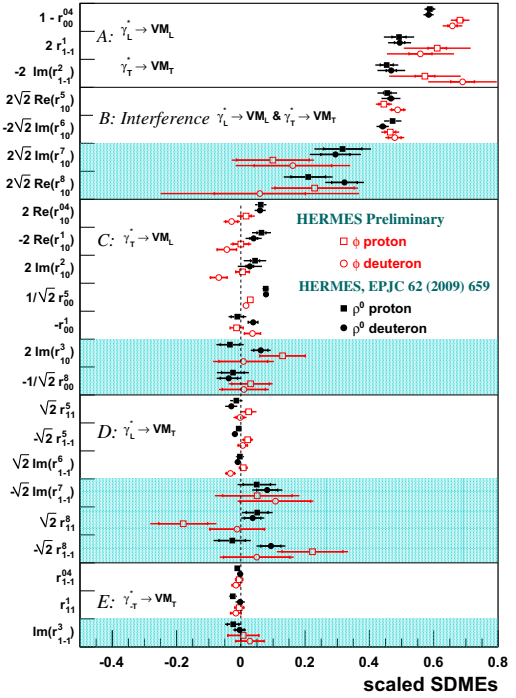 1 - r^04_00
A: γ*_L → VM_L
2 r^1_1-1
γ*_T → VM_T
-2 Im(r^2_1-1)
2√2 Re(r^5_10)
B: Interference γ*_L → VM_L & γ*_T → VM_T
-2√2 Im(r^6_10)
2√2 Im(r^7_10)
2√2 Re(r^8_10)
2 Re(r^04_10)
HERMES Preliminary
-2 Re(r^1_10)
C: γ*_T → VM_L
ϕ proton
2 Im(r^2_10)
ϕ deuteron
HERMES, EPJC 62 (2009) 659
1/√2 r^5_00
ρ^0 proton
-r^1_00
ρ^0 deuteron
2 Im(r^3_10)
-1/√2 r^8_00
√2 r^5_11
D: γ*_L → VM_T
-√2 r^5_1-1
√2 Im(r^6_1-1)
-√2 Im(r^7_1-1)
√2 r^8_11
-√2 r^8_1-1
r^04_1-1
E: γ*_-T → VM_T
r^1_11
Im(r^3_1-1)
-0.4 -0.2 0 0.2 0.4 0.6 0.8
scaled SDMEs